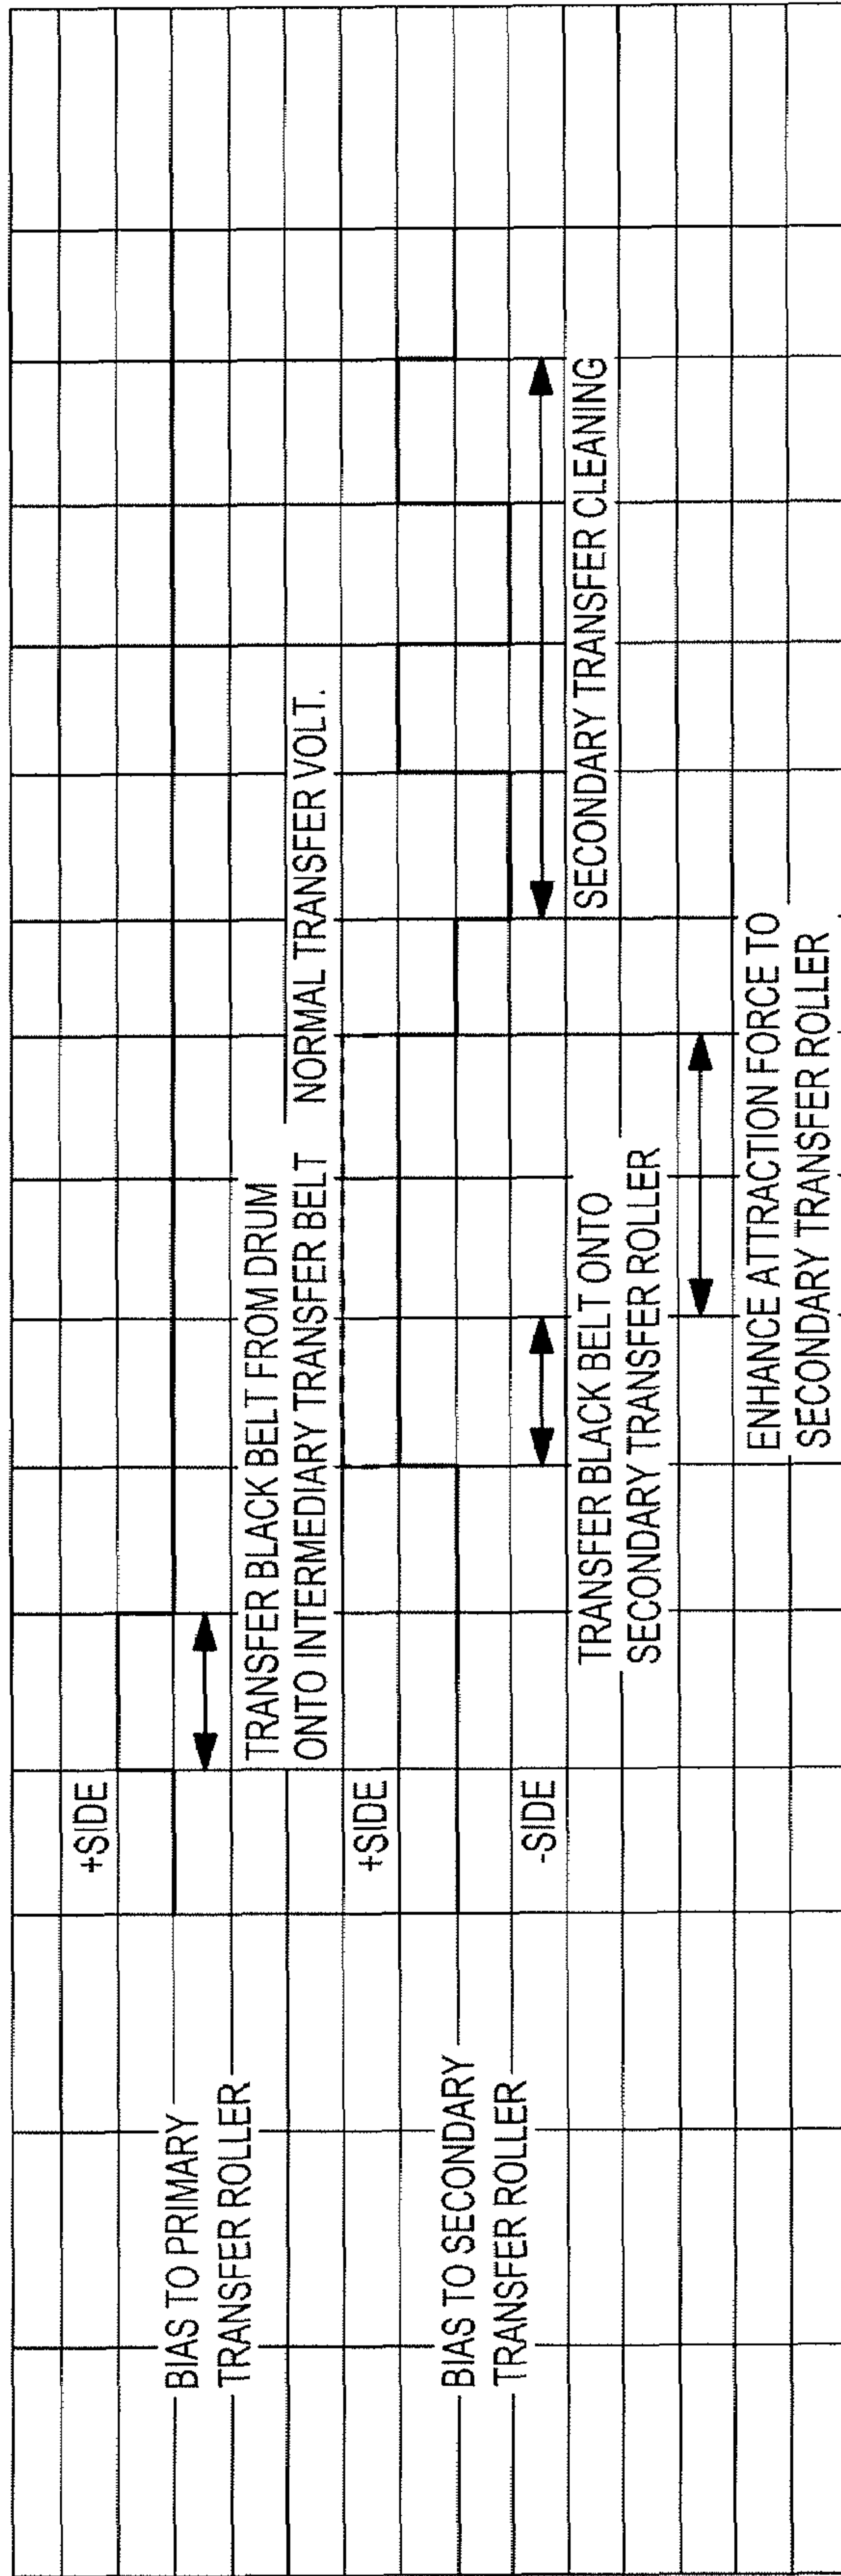 +SIDE
BIAS TO PRIMARY
TRANSFER ROLLER
TRANSFER BLACK BELT FROM DRUM
ONTO INTERMEDIARY TRANSFER BELT
NORMAL TRANSFER VOLT.
+SIDE
BIAS TO SECONDARY
TRANSFER ROLLER
-SIDE
TRANSFER BLACK BELT ONTO
SECONDARY TRANSFER ROLLER
SECONDARY TRANSFER CLEANING
ENHANCE ATTRACTION FORCE TO
SECONDARY TRANSFER ROLLER